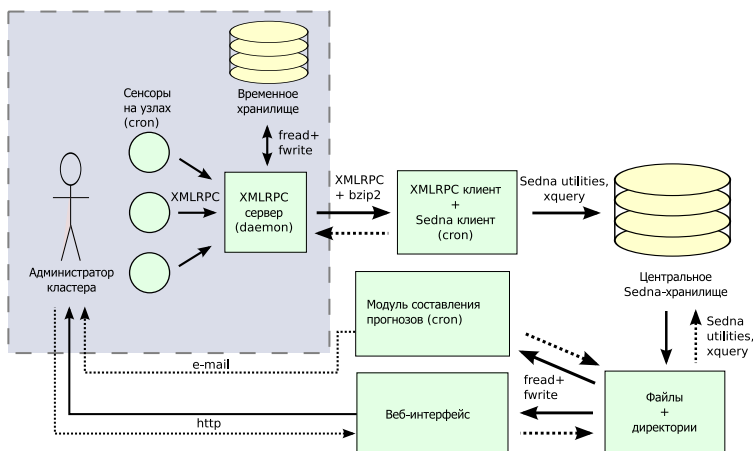 Сенсоры
на узлах
(cron)
Временное
хранилище
fread+
fwrite
XMLRPC
XMLRPC
сервер
(daemon)
XMLRPC
+ bzip2
XMLRPC клиент
+
Sedna клиент
(cron)
Sedna utilities,
xquery
Администратор
кластера
Центральное
Sedna-хранилище
Модуль составления
прогнозов (cron)
Sedna
utilities,
xquery
e-mail
fread+
fwrite
Веб-интерфейс
Файлы
+
директории
http